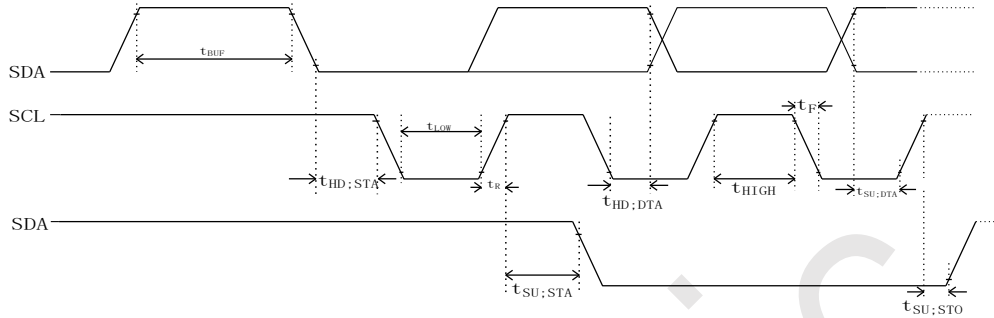 tBUF
SDA
SCL
tLOW
tF
tHD;STA
tR
tHD;DTA
tHIGH
tSU;DTA
SDA
tSU;STA
tSU;STO